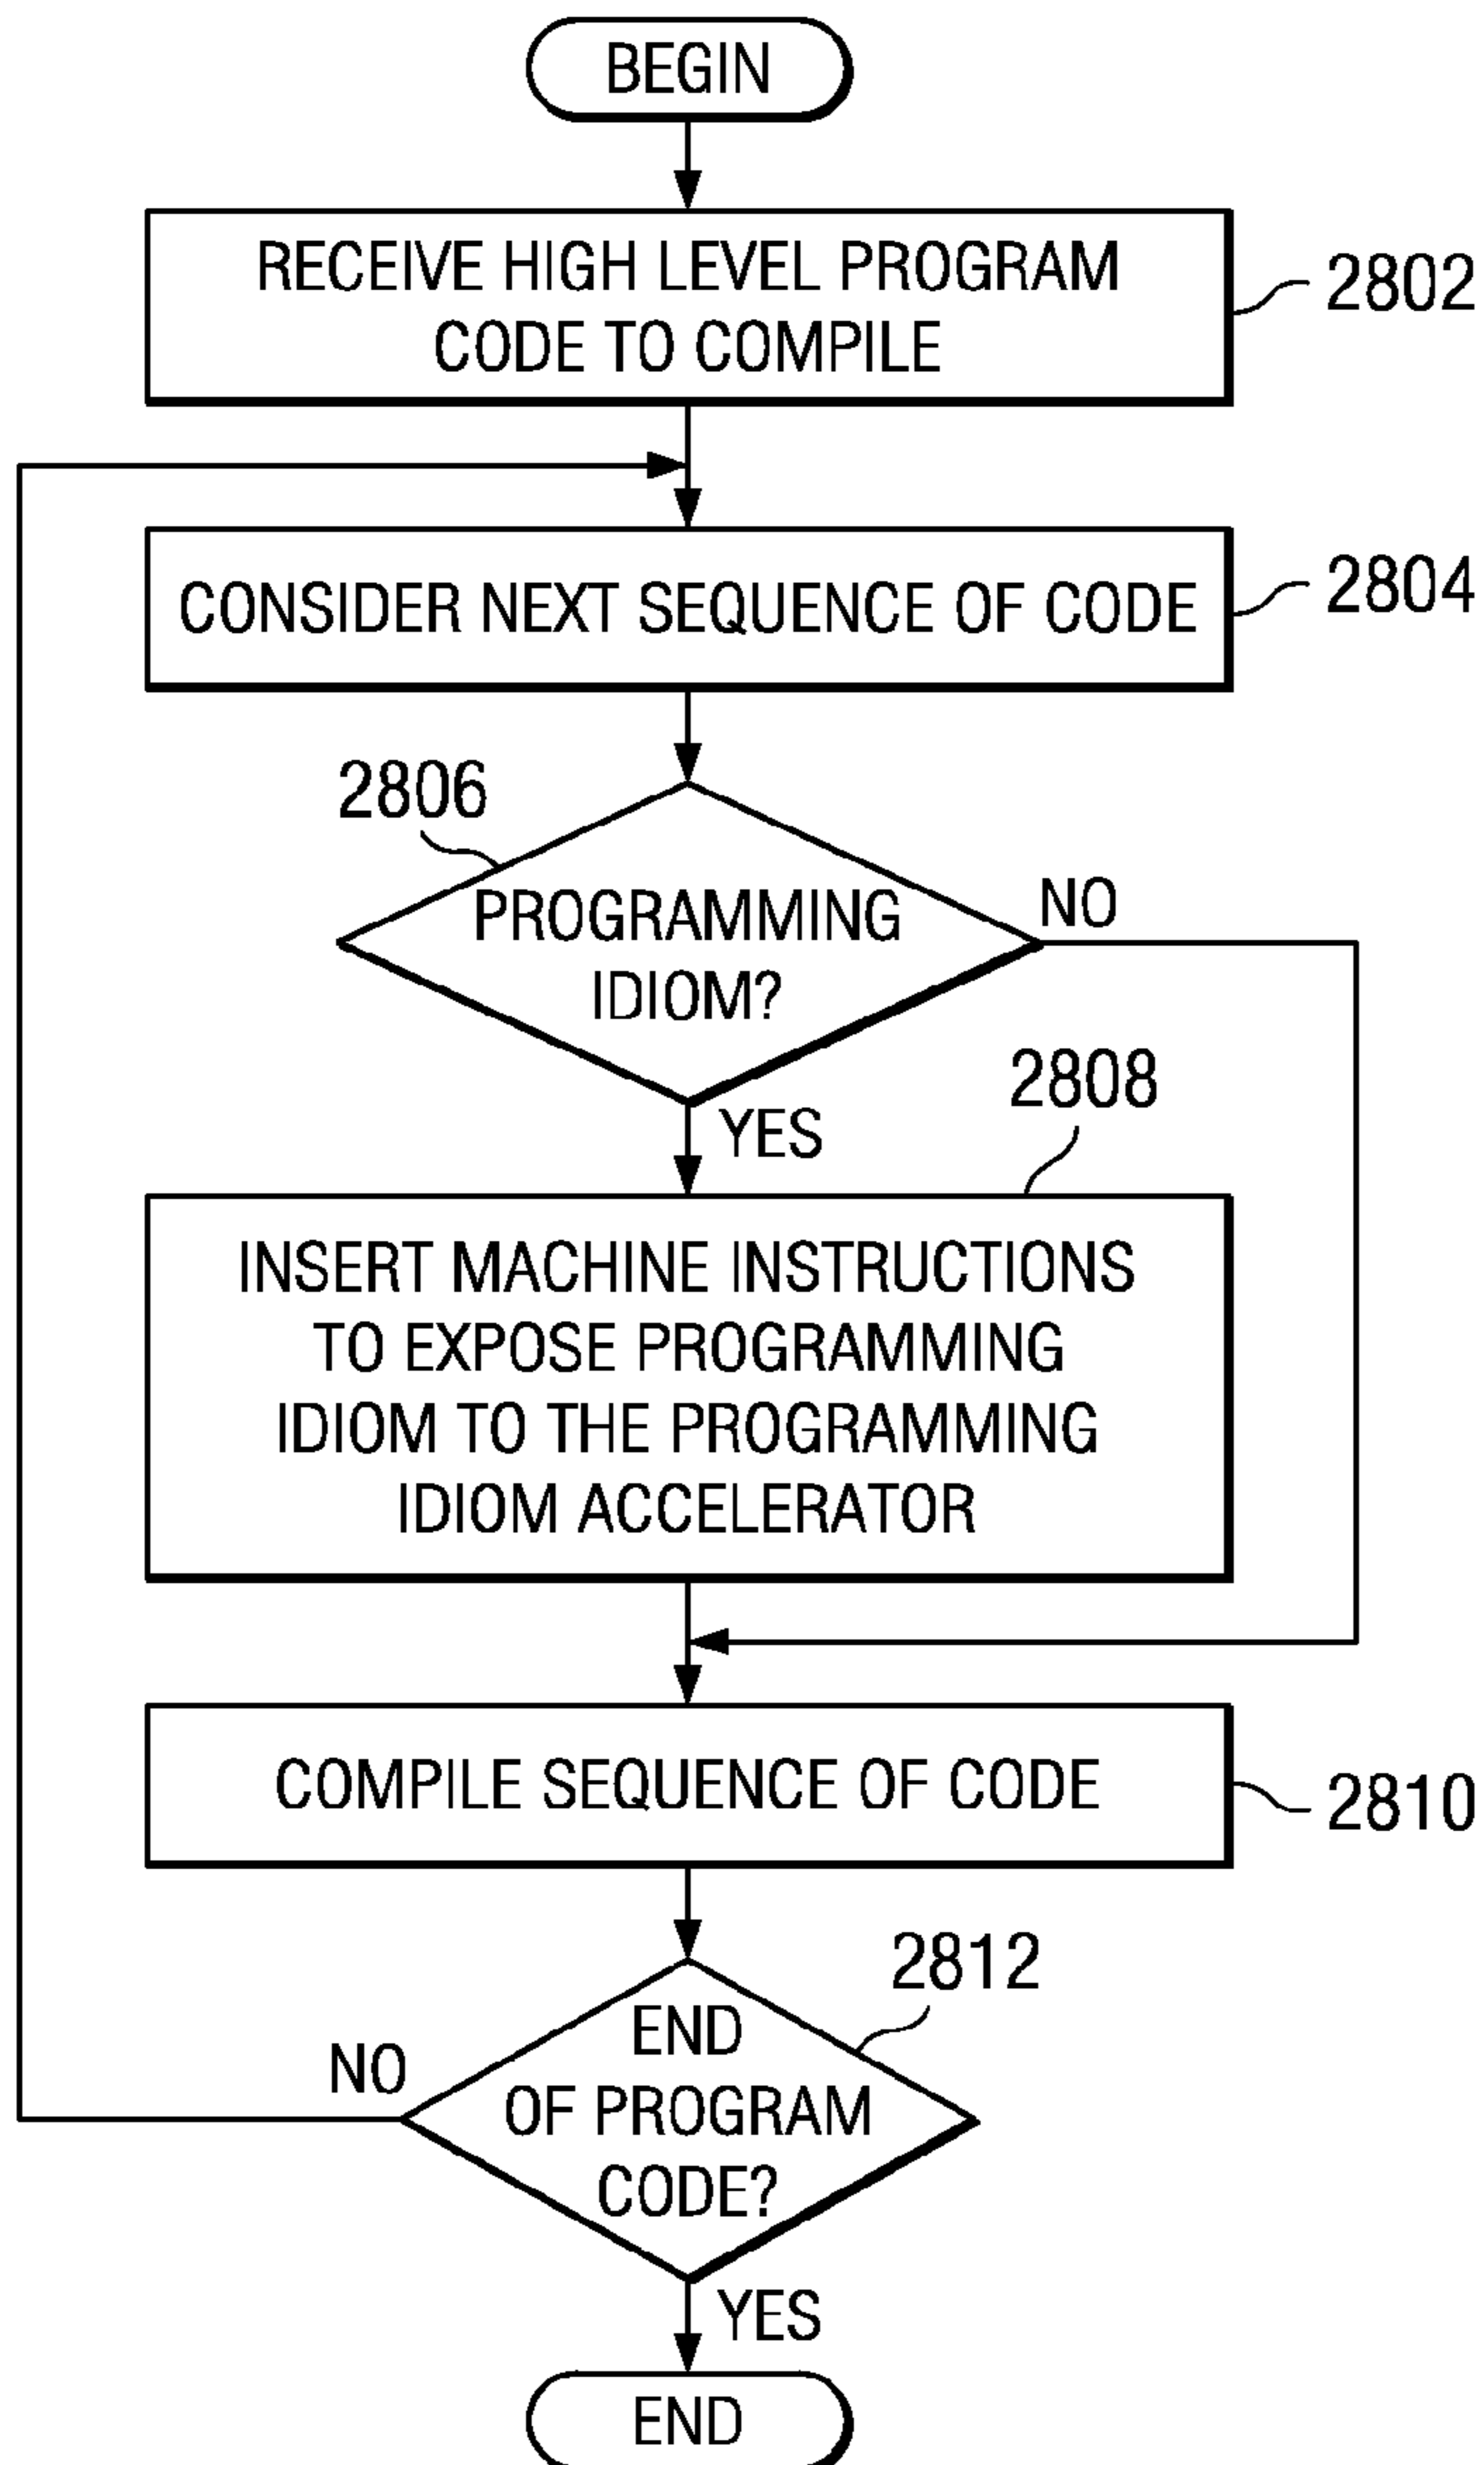 BEGIN
RECEIVE HIGH LEVEL PROGRAM
CODE TO COMPILE
2802
CONSIDER NEXT SEQUENCE OF CODE
2804
2806
PROGRAMMING
IDIOM?
NO
YES
2808
INSERT MACHINE INSTRUCTIONS
TO EXPOSE PROGRAMMING
IDIOM TO THE PROGRAMMING
IDIOM ACCELERATOR
COMPILE SEQUENCE OF CODE
2810
2812
END
OF PROGRAM
CODE?
NO
YES
END